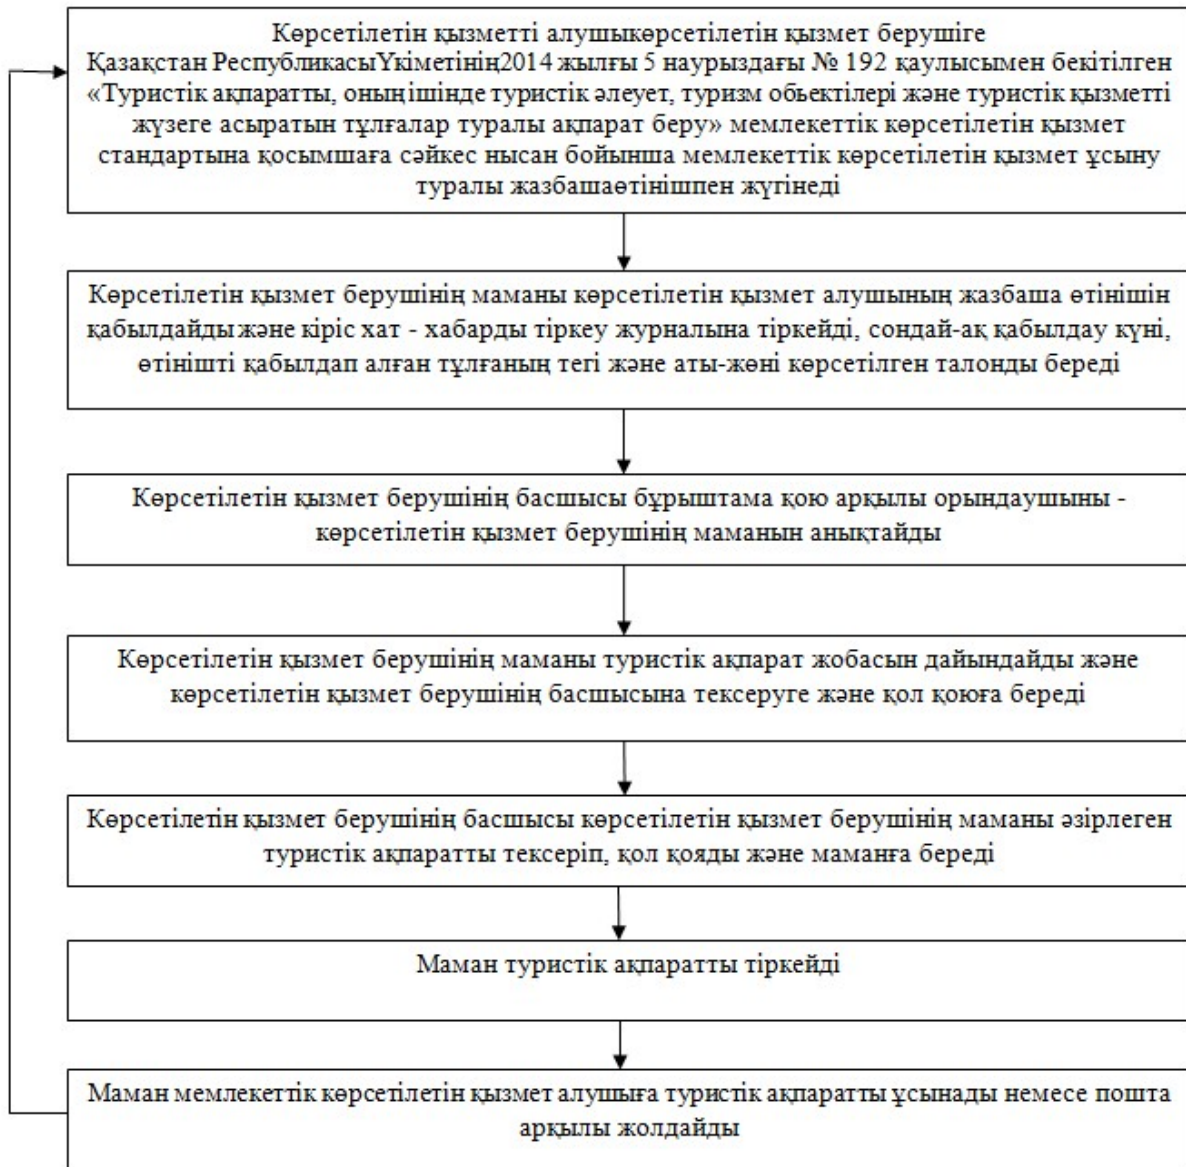 Көрсетілетін қызметті алушыкөрсетілетін қызмет берушіге
Қазақстан РеспубликасыҮкіметінің2014 жылғы 5 наурыздағы № 192 қаулысымен бекітілген
«Туристік ақпаратты, оныңішінде туристік әлеует, туризм обьектілері және туристік қызметті
жүзеге асыратын тұлғалар туралы ақпарат беру» мемлекеттік көрсетілетін қызмет
стандартына қосымшаға сәйкес нысан бойынша мемлекеттік көрсетілетін қызмет ұсыну
туралы жазбашаөтінішпен жүгінеді
Көрсетілетін қызмет берушінің маманы көрсетілетін қызмет алушының жазбаша өтінішін
қабылдайды және кіріс хат - хабарды тіркеу журналына тіркейді, сондай-ақ қабылдау күні,
өтінішті қабылдап алған тұлғаның тегі және аты-жөні көрсетілген талонды береді
Көрсетілетін қызмет берушінің басшысы бұрыштама қою арқылы орындаушыны -
көрсетілетін қызмет берушінің маманын анықтайды
Көрсетілетін қызмет берушінің маманы туристік ақпарат жобасын дайындайды және
көрсетілетін қызмет берушінің басшысына тексеруге және қол қоюға береді
Көрсетілетін қызмет берушінің басшысы көрсетілетін қызмет берушінің маманы әзірлеген
туристік ақпаратты тексеріп, қол қояды және маманға береді
Маман туристік ақпаратты тіркейді
Маман мемлекеттік көрсетілетін қызмет алушыға туристік ақпаратты ұсынады немесе пошта
арқылы жолдайды